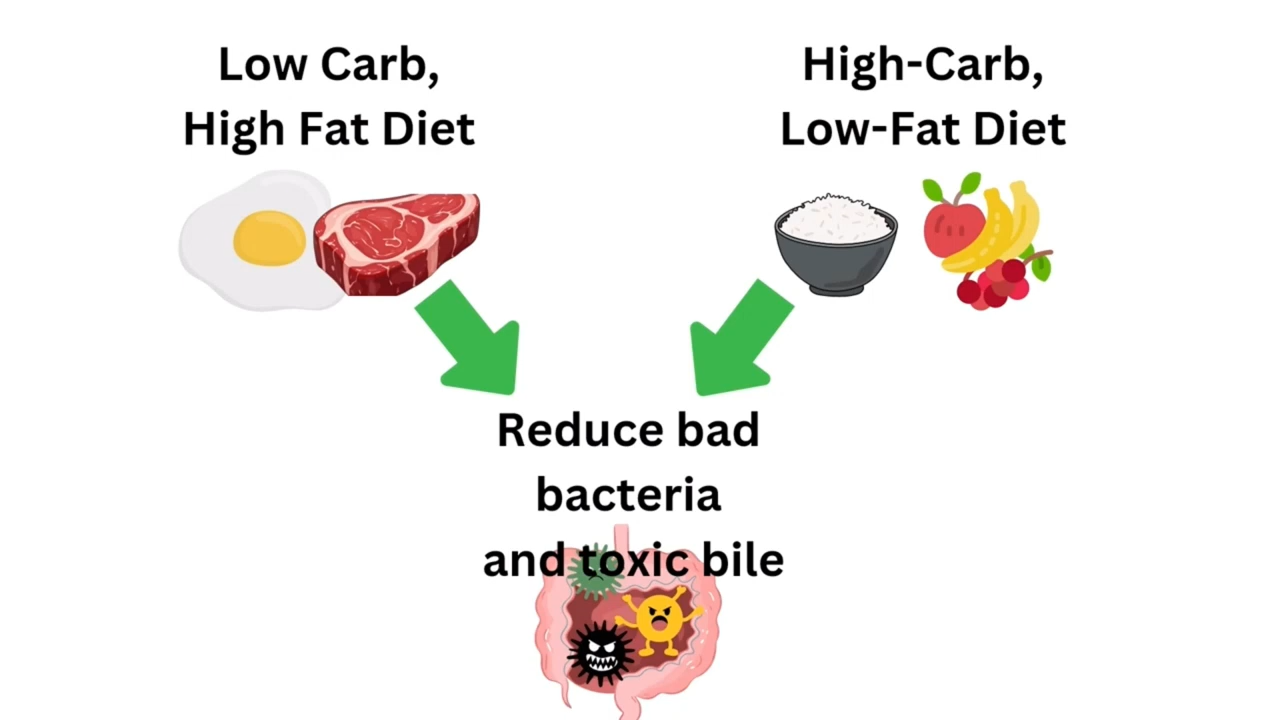 Low Carb,
High Fat Diet
High-Carb,
Low-Fat Diet
Reduce bad
bacteria
and toxic bile